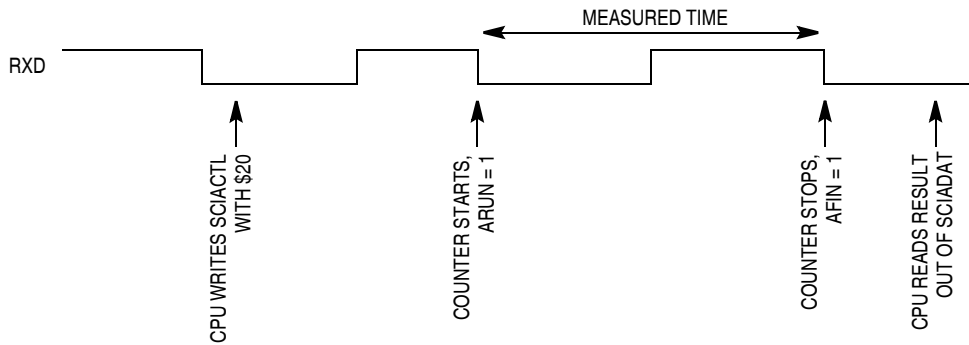 MEASURED TIME
RXD
CPU WRITES SCIACTL
WITH $20
COUNTER STARTS,
ARUN = 1
COUNTER STOPS,
AFIN = 1
CPU READS RESULT
OUT OF SCIADAT